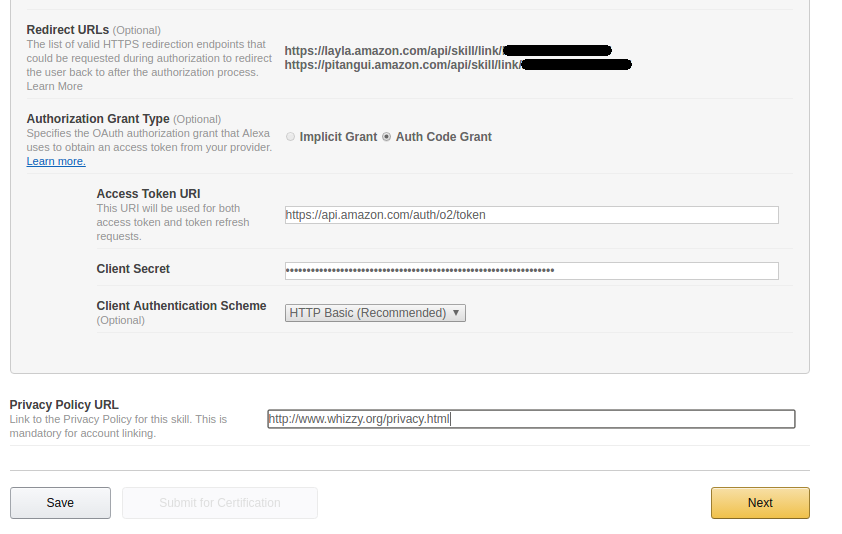 Redirect URLs (Optional)
The list of valid HTTPS redirection endpoints that
could be requested during authorization to redirect
the user back to after the authorization process.
Learn More
https://layla.amazon.com/api/skill/link/
https://pitangui.amazon.com/api/skill/link/
Authorization Grant Type (Optional)
Specifies the OAuth authorization grant that Alexa
uses to obtain an access token from your provider.
Learn more.
Implicit Grant Auth Code Grant
Access Token URI
This URI will be used for both
access token and token refresh
requests.
https://api.amazon.com/auth/o2/token
Client Secret
Client Authentication Scheme
(Optional)
HTTP Basic (Recommended)
Privacy Policy URL
Link to the Privacy Policy for this skill. This is
mandatory for account linking.
http://www.whizzy.org/privacy.html
Save
Submit for Certification
Next